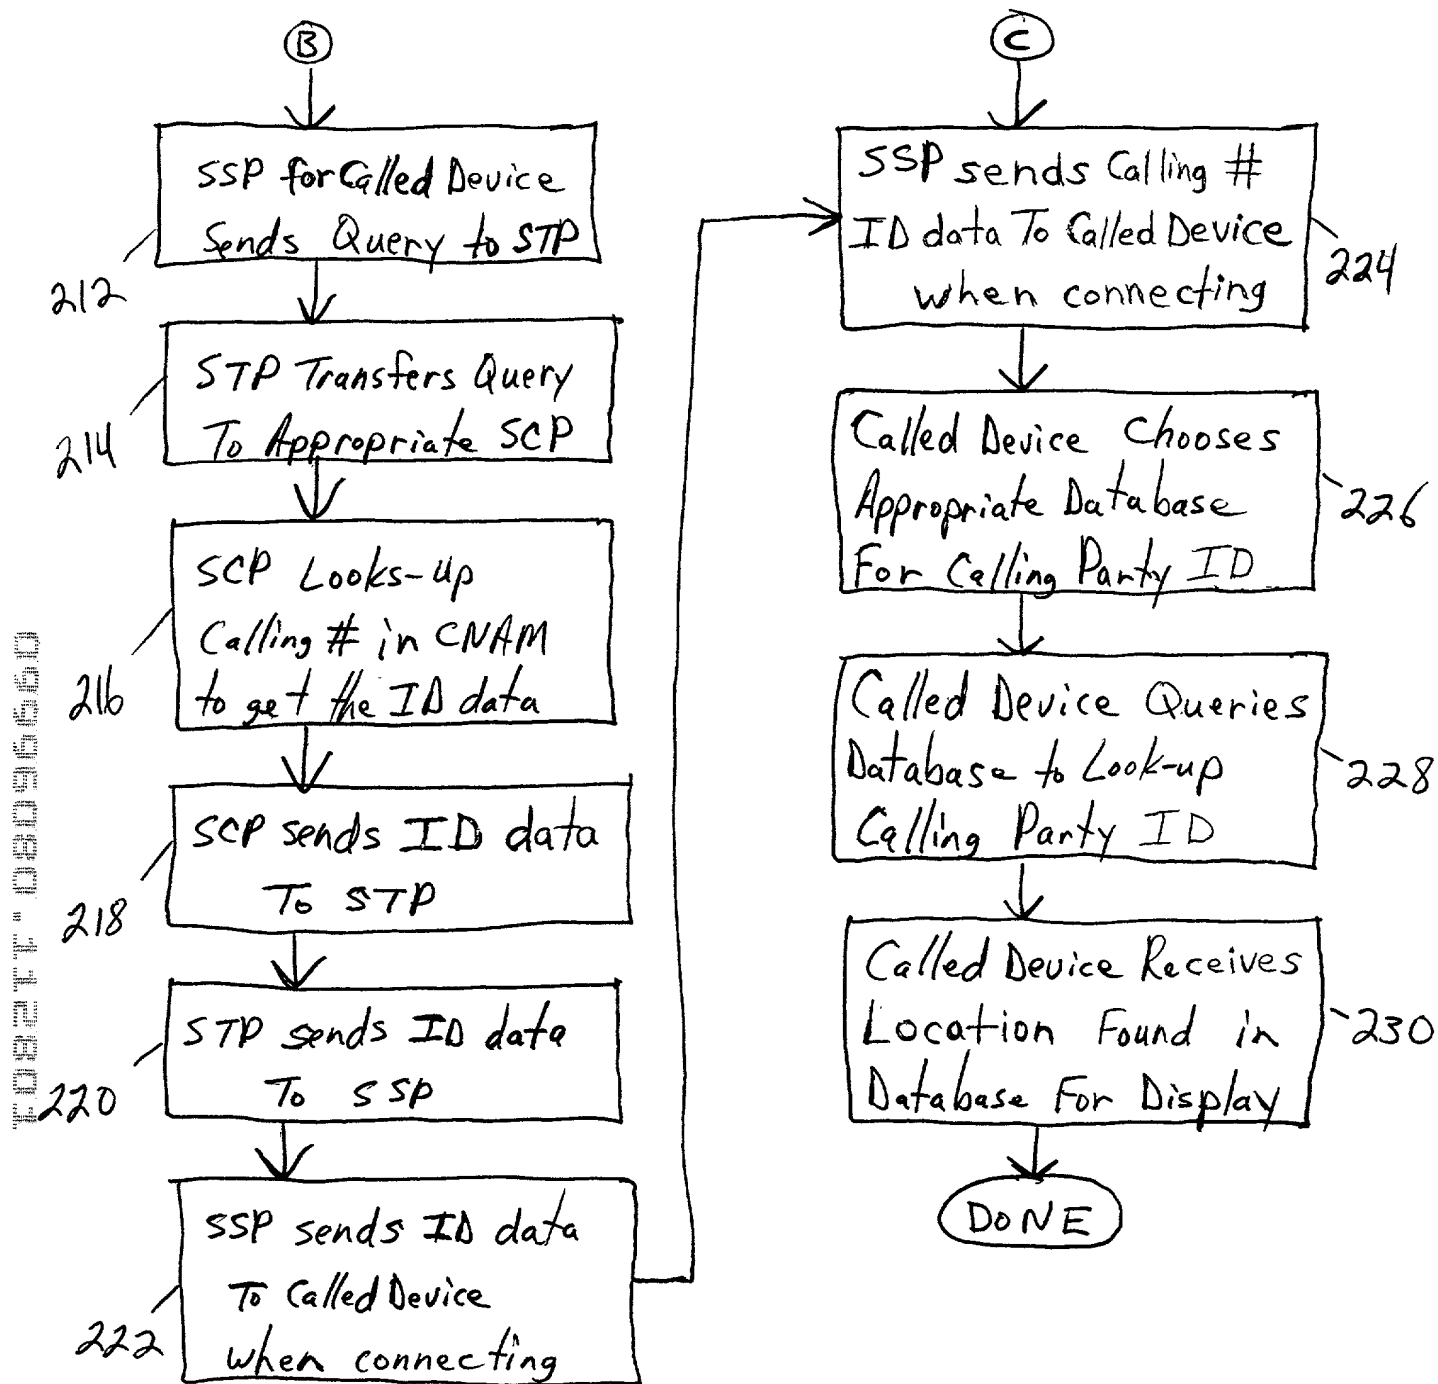 B
SSP for Called Device
Sends Query to STP
212
STP Transfers Query
To Appropriate SCP
214
SCP Looks-up
Calling # in CNAM
to get the ID data
216
SCP sends ID data
To STP
218
STP sends ID data
To SSP
220
SSP sends ID data
To Called Device
when connecting
222
C
SSP sends Calling #
ID data To Called Device
when connecting
224
Called Device Chooses
Appropriate Database
For Calling Party ID
226
Called Device Queries
Database to Look-up
Calling Party ID
228
Called Device Receives
Location Found in
Database For Display
230
DONE